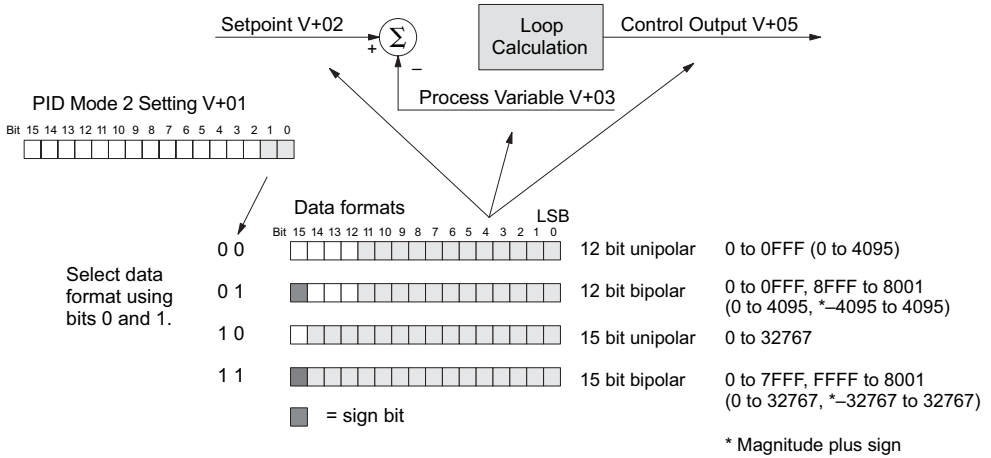 Setpoint V+02
+
Σ
–
Loop
Calculation
Control Output V+05
Process Variable V+03
PID Mode 2 Setting V+01
Bit 15 14 13 12 11 10 9 8 7 6 5 4 3 2 1 0
Data formats
LSB
Bit 15 14 13 12 11 10 9 8 7 6 5 4 3 2 1 0
Select data
format using
bits 0 and 1.
0 0
12 bit unipolar
0 to 0FFF (0 to 4095)
0 1
12 bit bipolar
0 to 0FFF, 8FFF to 8001
(0 to 4095, *–4095 to 4095)
1 0
15 bit unipolar
0 to 32767
1 1
15 bit bipolar
0 to 7FFF, FFFF to 8001
(0 to 32767, *–32767 to 32767)
= sign bit
* Magnitude plus sign